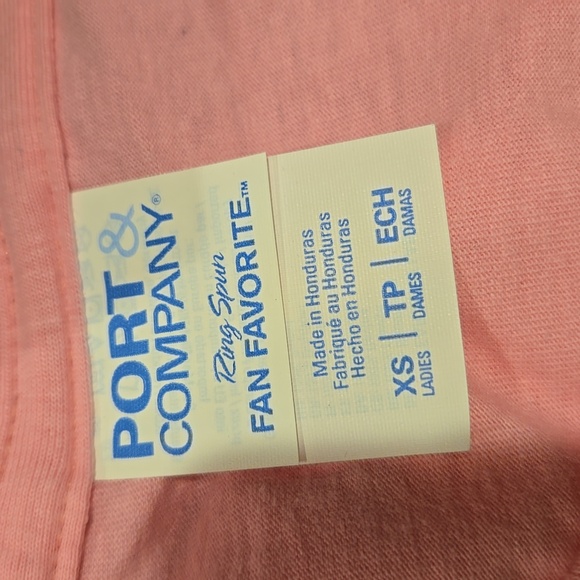 PORT &
COMPANY®
Ring Spun
FAN FAVORITE™
Made in Honduras
Fabriqué au Honduras
Hecho en Honduras
XS | TP | ECH
LADIES DAMES DAMAS